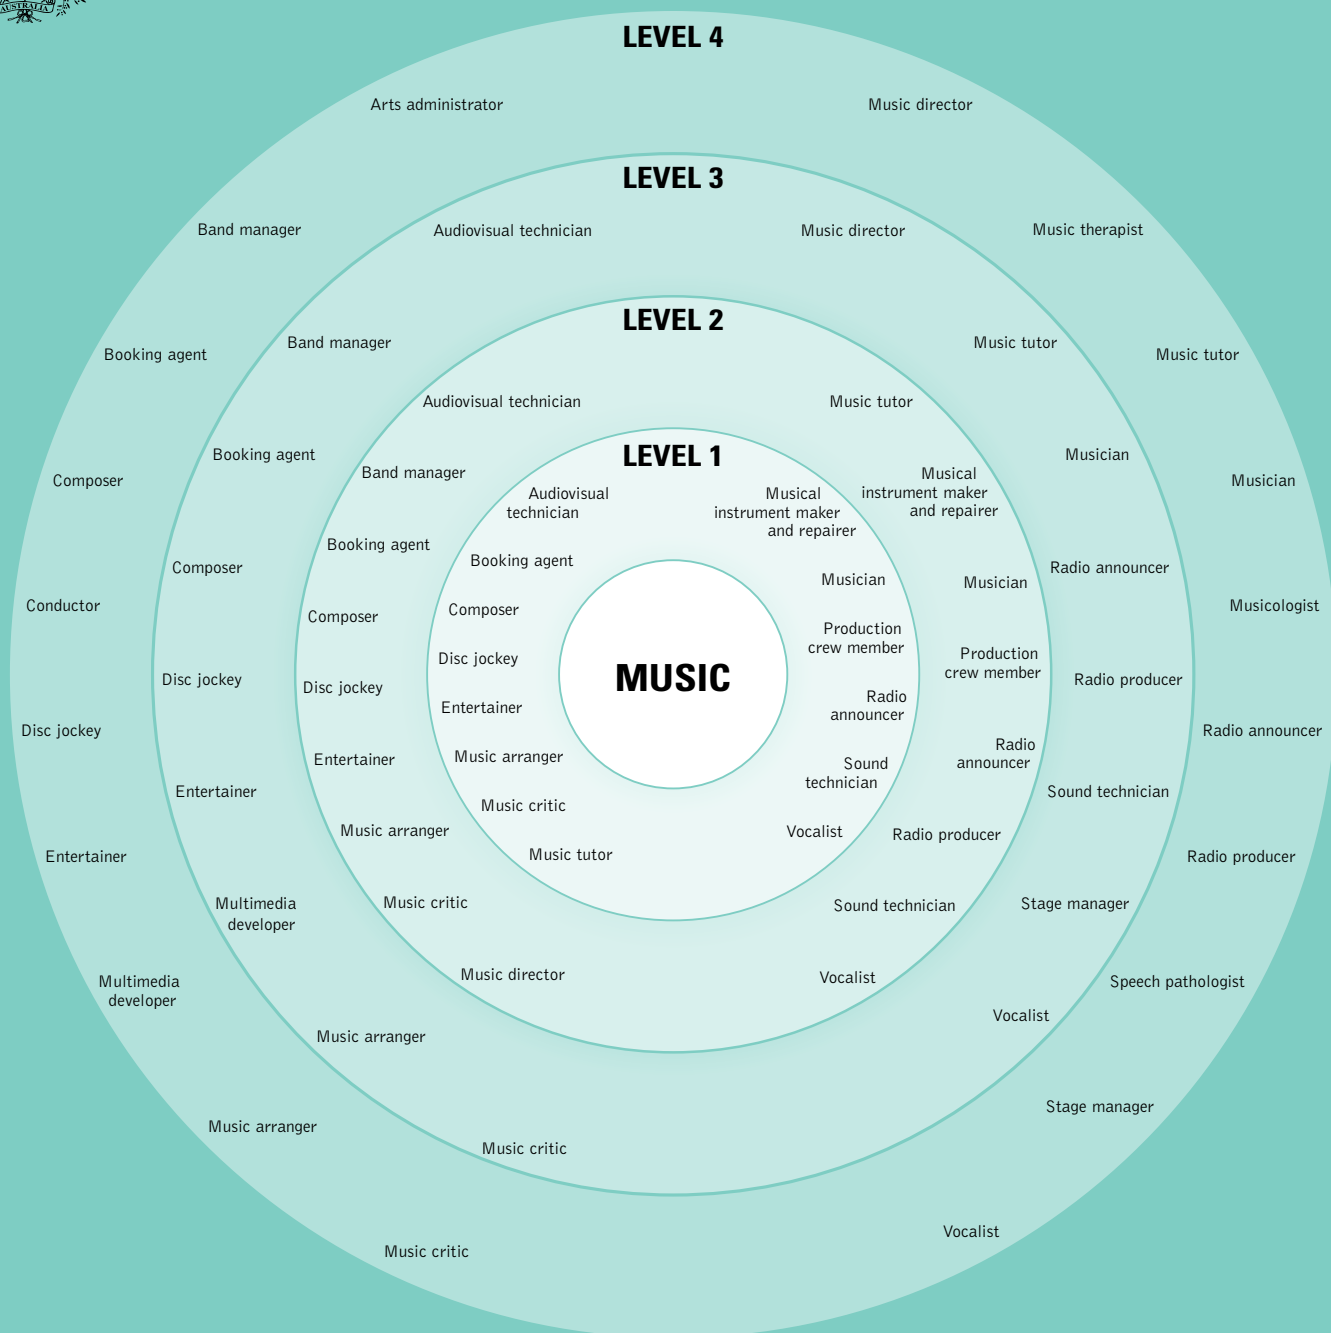 AUSTRALIA
LEVEL 4
Arts administrator
Music director
Band manager
Music therapist
Booking agent
Music tutor
Composer
Musician
Conductor
Musicologist
Disc jockey
Radio announcer
Entertainer
Radio producer
Multimedia
developer
Speech pathologist
Music arranger
Stage manager
Music critic
Vocalist
LEVEL 3
Audiovisual technician
Music director
Band manager
Music tutor
Booking agent
Musician
Composer
Radio announcer
Disc jockey
Radio producer
Entertainer
Sound technician
Multimedia
developer
Stage manager
Music arranger
Vocalist
Music critic
LEVEL 2
Audiovisual technician
Music tutor
Band manager
Musical
instrument maker
and repairer
Booking agent
Musician
Composer
Production
crew member
Disc jockey
Radio
announcer
Entertainer
Radio producer
Music arranger
Sound technician
Music critic
Vocalist
Music director
LEVEL 1
Audiovisual
technician
Musical
instrument maker
and repairer
Booking agent
Musician
Composer
Production
crew member
Disc jockey
Radio
announcer
Entertainer
Sound
technician
Music arranger
Vocalist
Music critic
Music tutor
MUSIC